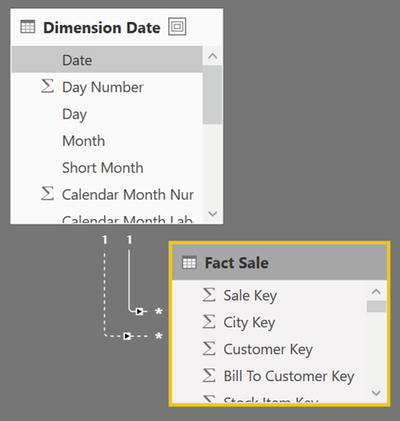 Dimension Date
Date
Σ Day Number
Day
Month
Short Month
Σ Calendar Month Nur
Calendar Month Lab
1 1
*
*
Fact Sale
Σ Sale Key
Σ City Key
Σ Customer Key
Σ Bill To Customer Key
Σ Stock Item Key